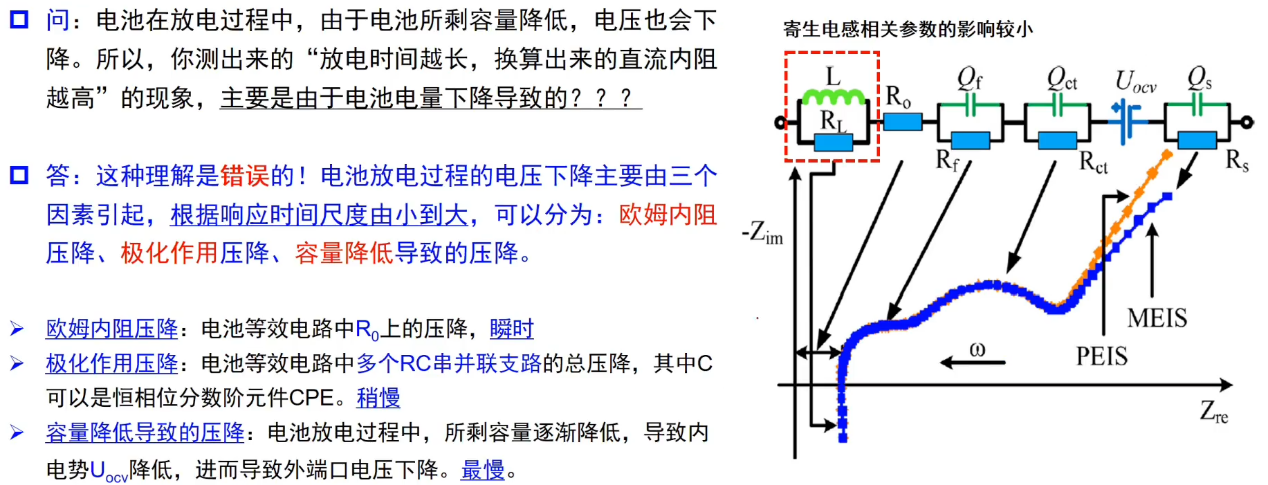 问：电池在放电过程中，由于电池所剩容量降低，电压也会下
降。所以，你测出来的“放电时间越长，换算出来的直流内阻
越高”的现象，主要是由于电池电量下降导致的？？？
答：这种理解是错误的！电池放电过程的电压下降主要由三个
因素引起，根据响应时间尺度由小到大，可以分为：欧姆内阻
压降、极化作用压降、容量降低导致的压降。
欧姆内阻压降：电池等效电路中R₀上的压降，瞬时
极化作用压降：电池等效电路中多个RC串并联支路的总压降，其中C
可以是恒相位分数阶元件CPE。稍慢
容量降低导致的压降：电池放电过程中，所剩容量逐渐降低，导致内
电势Uocv降低，进而导致外端口电压下降。最慢。
寄生电感相关参数的影响较小
L
RL
Ro
Qf
Rf
Qct
Rct
Uocv
Qs
Rs
-Zim
MEIS
PEIS
ω
Zre